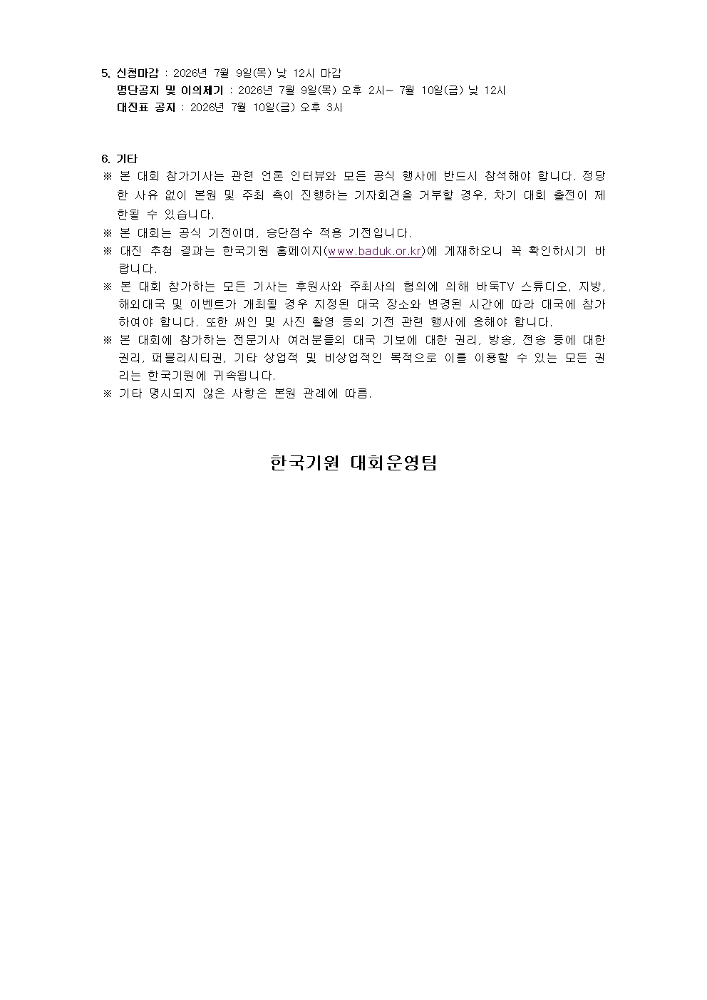 5. 신청마감 : 2026년 7월 9일(목) 낮 12시 마감
명단공지 및 이의제기 : 2026년 7월 9일(목) 오후 2시~ 7월 10일(금) 낮 12시
대진표 공지 : 2026년 7월 10일(금) 오후 3시
6. 기타
※ 본 대회 참가기사는 관련 언론 인터뷰와 모든 공식 행사에 반드시 참석해야 합니다. 정당
한 사유 없이 본원 및 주최 측이 진행하는 기자회견을 거부할 경우, 차기 대회 출전이 제
한될 수 있습니다.
※ 본 대회는 공식 기전이며, 승단점수 적용 기전입니다.
※ 대진 추첨 결과는 한국기원 홈페이지(www.baduk.or.kr)에 게재하오니 꼭 확인하시기 바
랍니다.
※ 본 대회 참가하는 모든 기사는 후원사와 주최사의 협의에 의해 바둑TV 스튜디오, 지방,
해외대국 및 이벤트가 개최될 경우 지정된 대국 장소와 변경된 시간에 따라 대국에 참가
하여야 합니다. 또한 싸인 및 사진 촬영 등의 기전 관련 행사에 응해야 합니다.
※ 본 대회에 참가하는 전문기사 여러분들의 대국 기보에 대한 권리, 방송, 전송 등에 대한
권리, 퍼블리시티권, 기타 상업적 및 비상업적인 목적으로 이를 이용할 수 있는 모든 권
리는 한국기원에 귀속됩니다.
※ 기타 명시되지 않은 사항은 본원 관례에 따름.
한국기원 대회운영팀